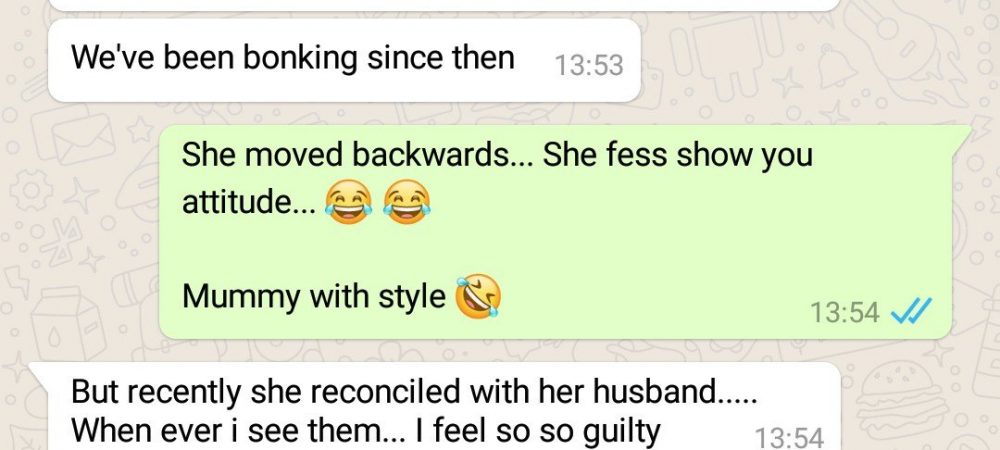 We've been bonking since then 13:53
She moved backwards... She fess show you
attitude... 😂 😂
Mummy with style 🤣
13:54
But recently she reconciled with her husband.....
When ever i see them... I feel so so guilty 13:54